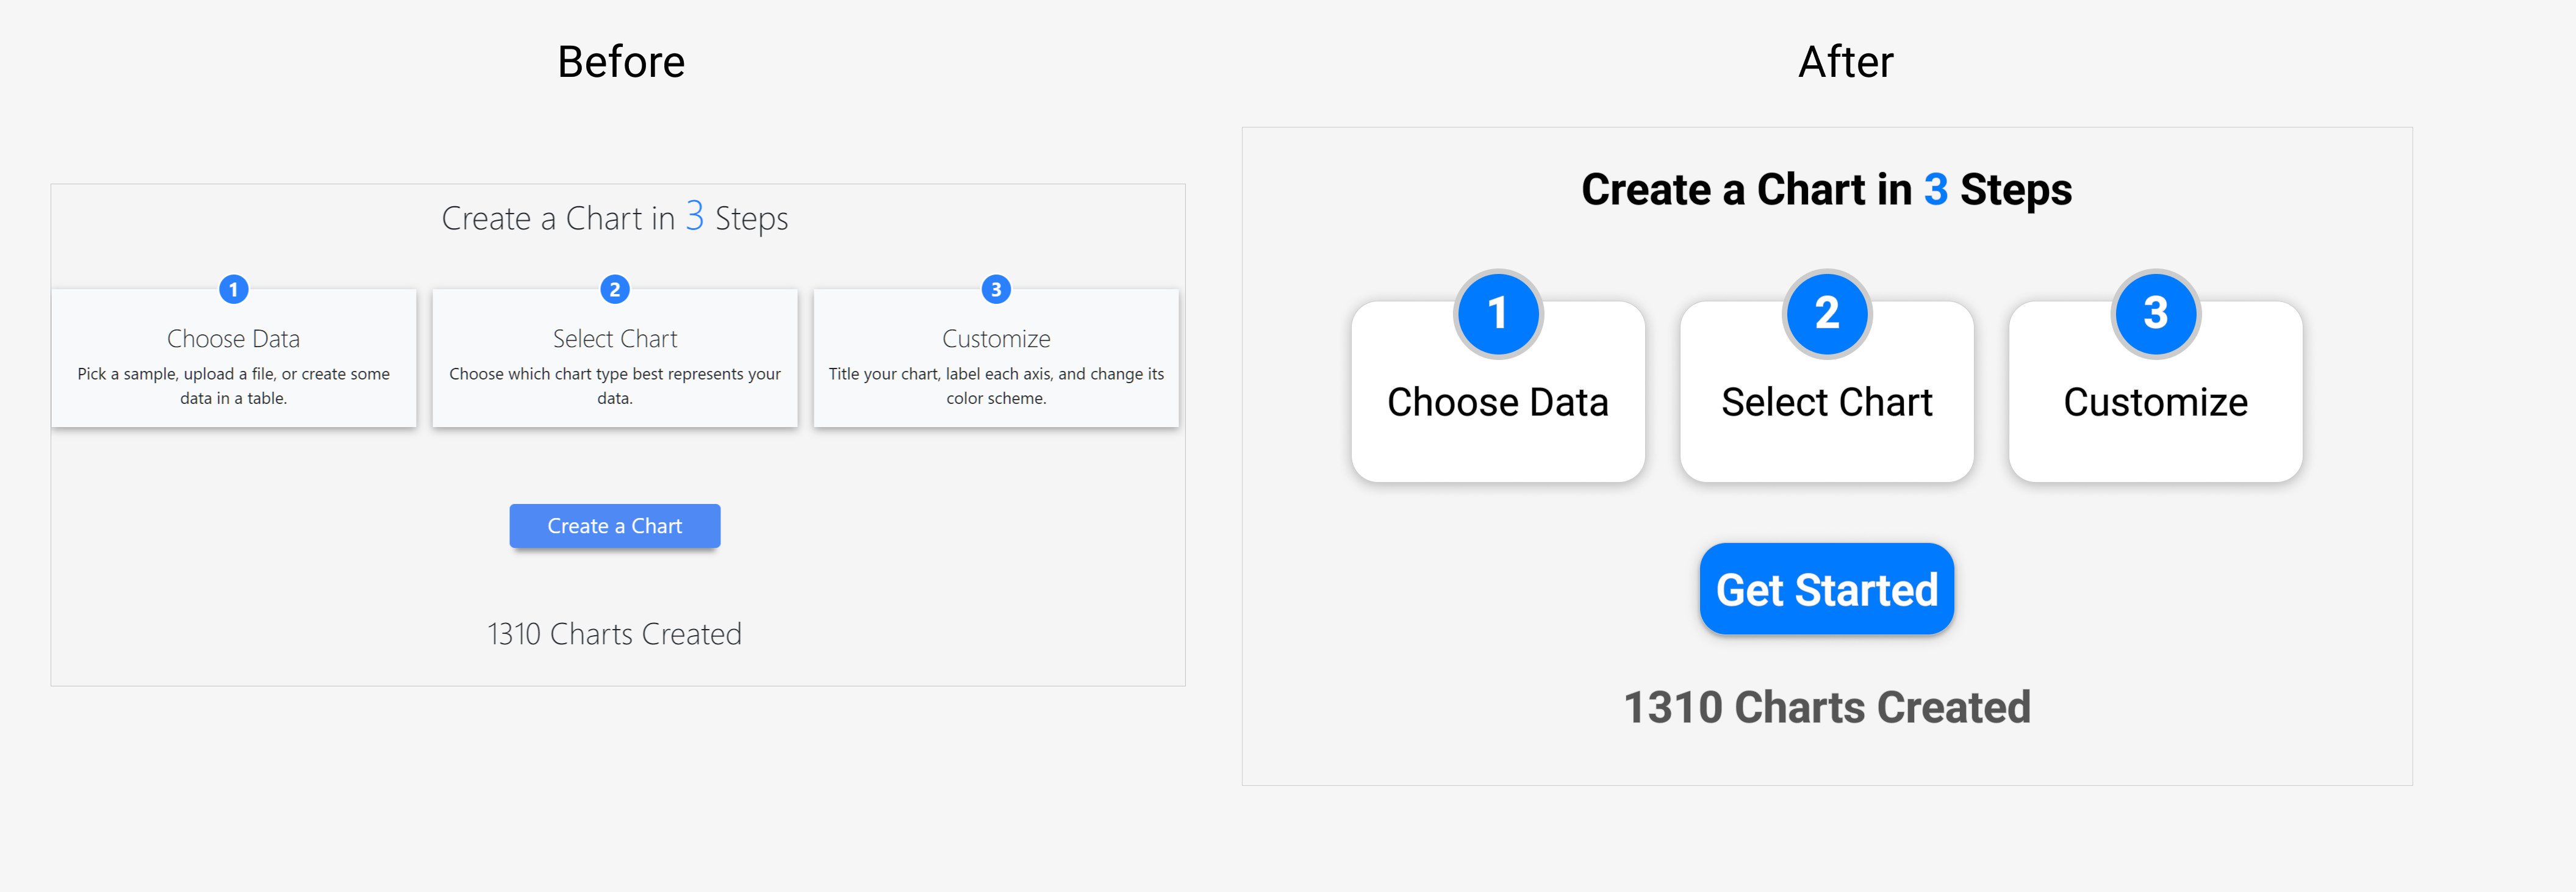 Before
Create a Chart in 3 Steps
1
2
3
Choose Data
Pick a sample, upload a file, or create some
data in a table.
Select Chart
Choose which chart type best represents your
data.
Customize
Title your chart, label each axis, and change its
color scheme.
Create a Chart
1310 Charts Created
After
Create a Chart in 3 Steps
1
2
3
Choose Data
Select Chart
Customize
Get Started
1310 Charts Created